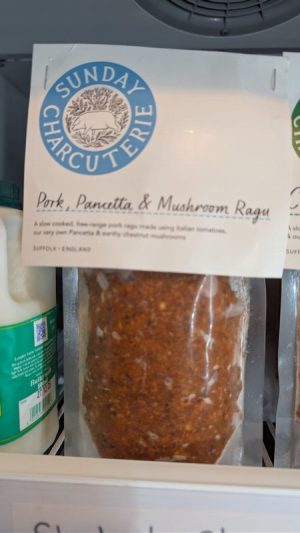 SUNDAY
CHARCUTERIE
Pork, Pancetta & Mushroom Ragu
A slow cooked, free-range pork ragu made using Italian tomatoes,
our very own Pancetta & earthy chestnut mushrooms
SUFFOLK • ENGLAND